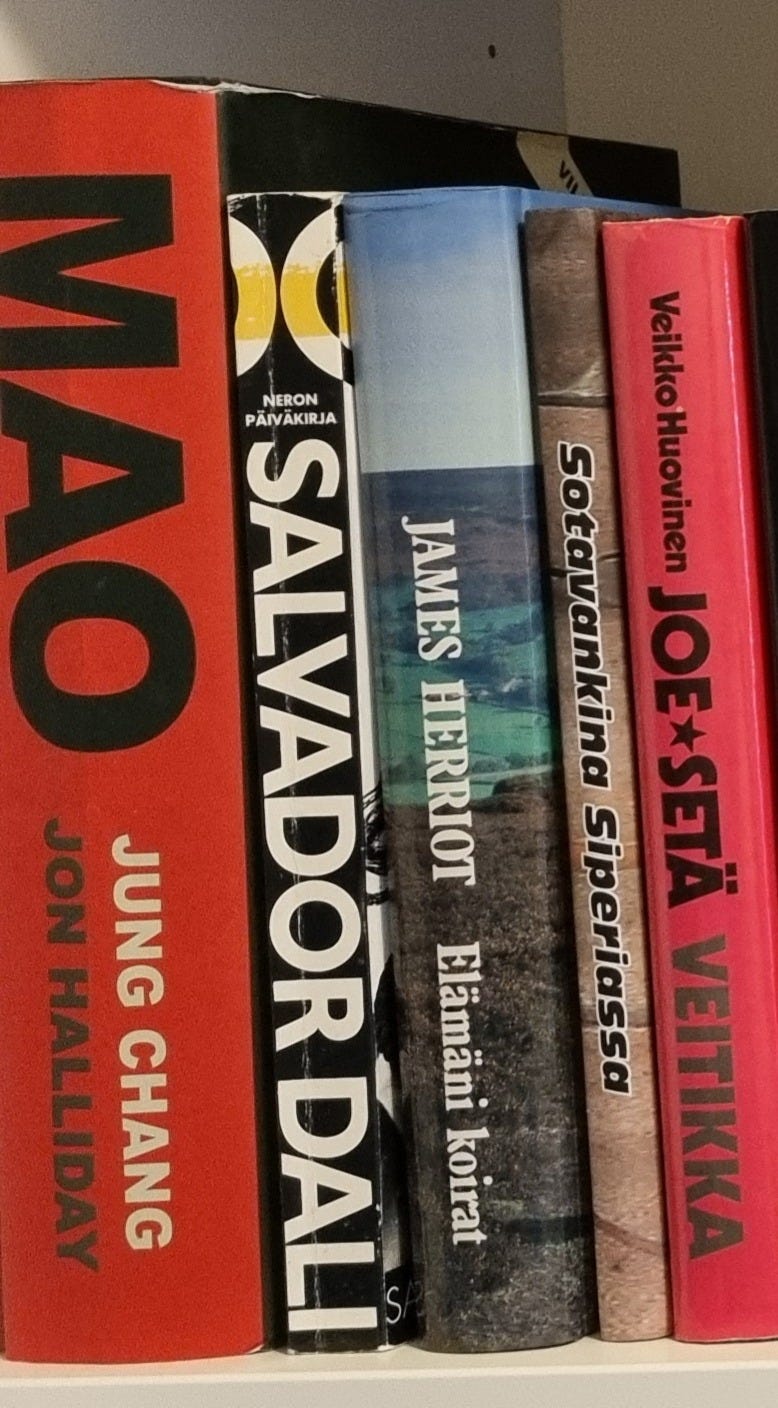 MAO
JUNG CHANG
JON HALLIDAY
NERON
PÄIVÄKIRJA
SALVADOR DALI
JAMES HERRIOT Elämäni koirat
Sotavankina Siperiassa
Veikko Huovinen JOE★SETÄ VEITIKKA